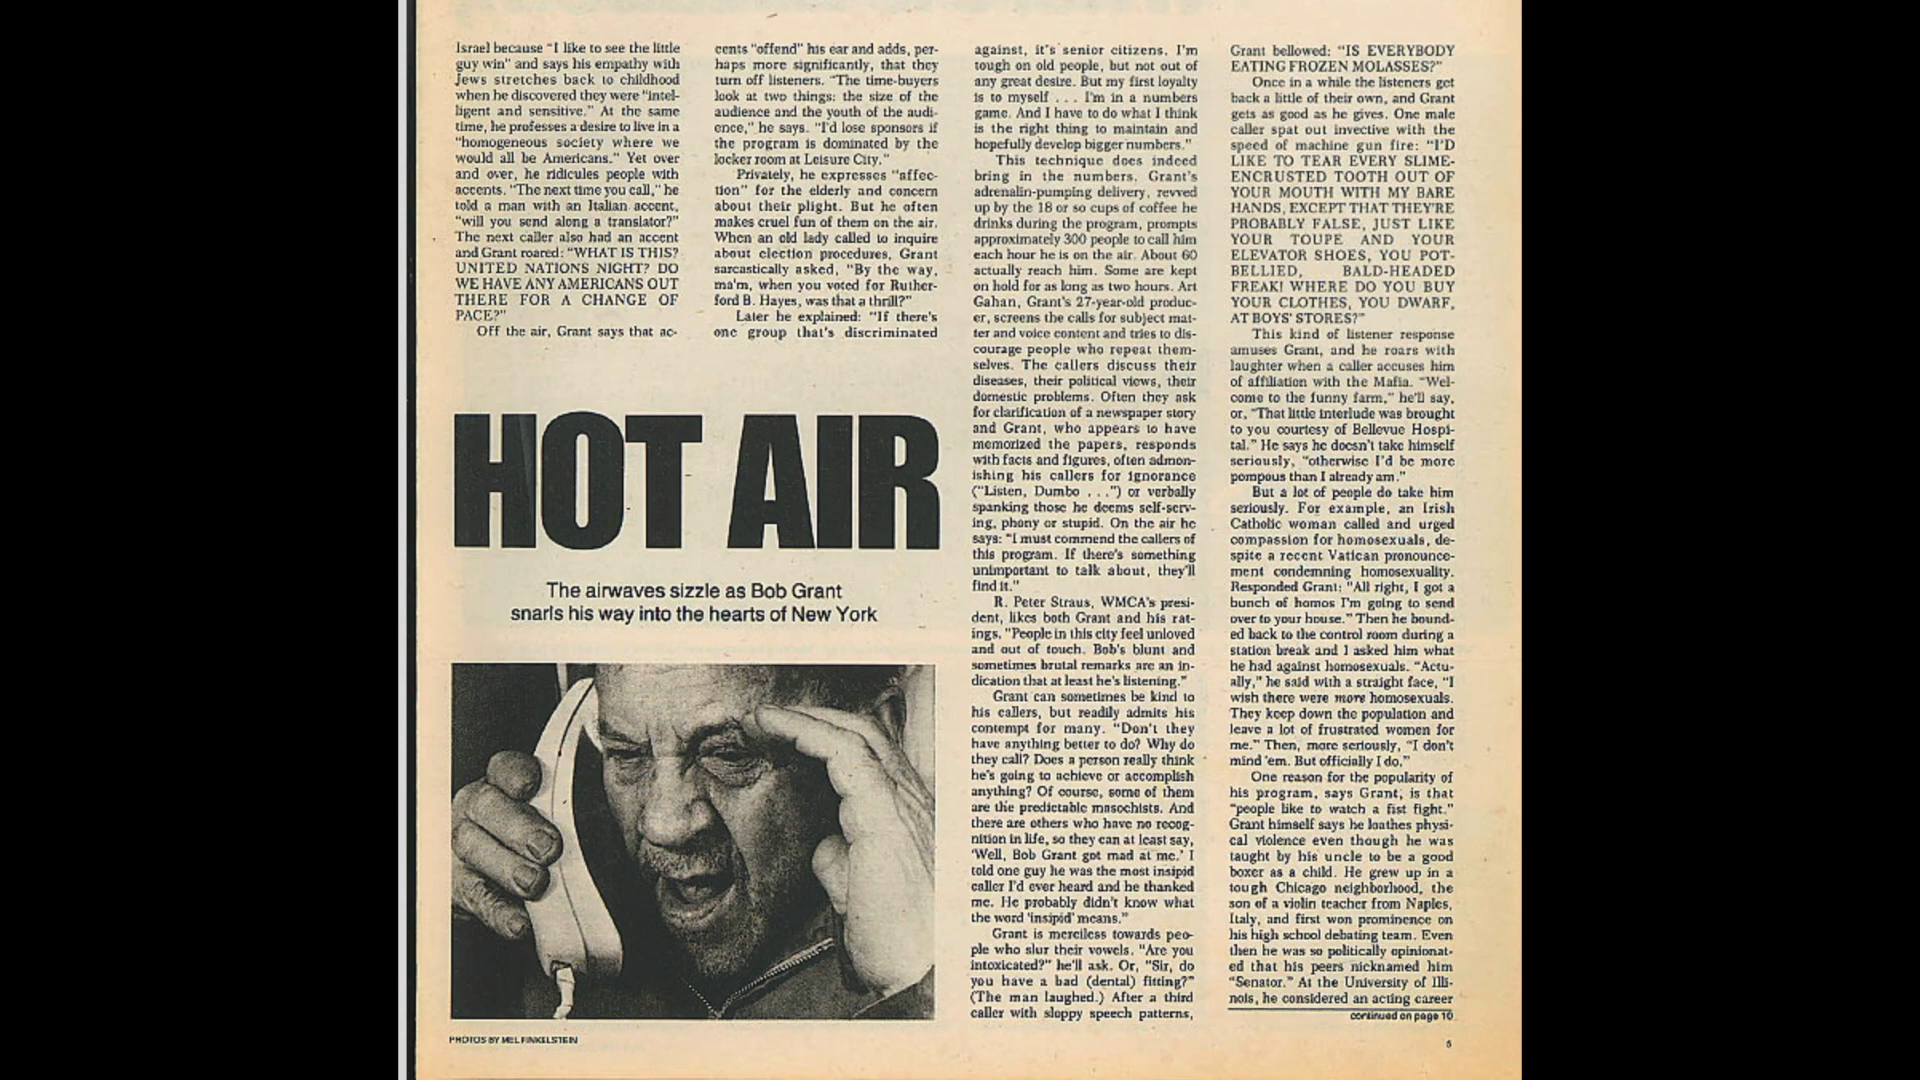 Israel because "I like to see the little
guy win" and says his empathy with
Jews stretches back to childhood
when he discovered they were "intel-
ligent and sensitive." At the same
time, he professes a desire to live in a
"homogeneous society where we
would all be Americans." Yet over
and over, he ridicules people with
accents. "The next time you call," he
told a man with an Italian accent,
"will you send along a translator?"
The next caller also had an accent
and Grant roared: "WHAT IS THIS?
UNITED NATIONS NIGHT? DO
WE HAVE ANY AMERICANS OUT
THERE FOR A CHANGE OF
PACE?"
Off the air, Grant says that ac-
cents "offend" his ear and adds, per-
haps more significantly, that they
turn off listeners. "The time-buyers
look at two things: the size of the
audience and the youth of the audi-
ence," he says. "I'd lose sponsors if
the program is dominated by the
locker room at Leisure City."
Privately, he expresses "affec-
tion" for the elderly and concern
about their plight. But he often
makes cruel fun of them on the air.
When an old lady called to inquire
about election procedures, Grant
sarcastically asked, "By the way,
ma'm, when you voted for Ruther-
ford B. Hayes, was that a thrill?"
Later he explained: "If there's
one group that's discriminated
HOT AIR
The airwaves sizzle as Bob Grant
snarls his way into the hearts of New York
PHOTOS BY MEL FINKELSTEIN
against, it's senior citizens. I'm
tough on old people, but not out of
any great desire. But my first loyalty
is to myself . . . I'm in a numbers
game. And I have to do what I think
is the right thing to maintain and
hopefully develop bigger numbers."
This technique does indeed
bring in the numbers. Grant's
adrenalin-pumping delivery, revved
up by the 18 or so cups of coffee he
drinks during the program, prompts
approximately 300 people to call him
each hour he is on the air. About 60
actually reach him. Some are kept
on hold for as long as two hours. Art
Gahan, Grant's 27-year-old produc-
er, screens the calls for subject mat-
ter and voice content and tries to dis-
courage people who repeat them-
selves. The callers discuss their
diseases, their political views, their
domestic problems. Often they ask
for clarification of a newspaper story
and Grant, who appears to have
memorized the papers, responds
with facts and figures, often admon-
ishing his callers for ignorance
("Listen, Dumbo . . .") or verbally
spanking those he deems self-serv-
ing, phony or stupid. On the air he
says: "I must commend the callers of
this program. If there's something
unimportant to talk about, they'll
find it."
R. Peter Straus, WMCA's presi-
dent, likes both Grant and his rat-
ings. "People in this city feel unloved
and out of touch. Bob's blunt and
sometimes brutal remarks are an in-
dication that at least he's listening."
Grant can sometimes be kind to
his callers, but readily admits his
contempt for many. "Don't they
have anything better to do? Why do
they call? Does a person really think
he's going to achieve or accomplish
anything? Of course, some of them
are the predictable masochists. And
there are others who have no recog-
nition in life, so they can at least say,
'Well, Bob Grant got mad at me.' I
told one guy he was the most insipid
caller I'd ever heard and he thanked
me. He probably didn't know what
the word 'insipid' means."
Grant is merciless towards peo-
ple who slur their vowels. "Are you
intoxicated?" he'll ask. Or, "Sir, do
you have a bad (dental) fitting?"
(The man laughed.) After a third
caller with sloppy speech patterns,
Grant bellowed: "IS EVERYBODY
EATING FROZEN MOLASSES?"
Once in a while the listeners get
back a little of their own, and Grant
gets as good as he gives. One male
caller spat out invective with the
speed of machine gun fire: "I'D
LIKE TO TEAR EVERY SLIME-
ENCRUSTED TOOTH OUT OF
YOUR MOUTH WITH MY BARE
HANDS, EXCEPT THAT THEY'RE
PROBABLY FALSE, JUST LIKE
YOUR TOUPE AND YOUR
ELEVATOR SHOES, YOU POT-
BELLIED, BALD-HEADED
FREAK! WHERE DO YOU BUY
YOUR CLOTHES, YOU DWARF,
AT BOYS' STORES?"
This kind of listener response
amuses Grant, and he roars with
laughter when a caller accuses him
of affiliation with the Mafia. "Wel-
come to the funny farm," he'll say,
or, "That little interlude was brought
to you courtesy of Bellevue Hospi-
tal." He says he doesn't take himself
seriously, "otherwise I'd be more
pompous than I already am."
But a lot of people do take him
seriously. For example, an Irish
Catholic woman called and urged
compassion for homosexuals, de-
spite a recent Vatican pronounce-
ment condemning homosexuality.
Responded Grant: "All right, I got a
bunch of homos I'm going to send
over to your house." Then he bound-
ed back to the control room during a
station break and I asked him what
he had against homosexuals. "Actu-
ally," he said with a straight face, "I
wish there were more homosexuals.
They keep down the population and
leave a lot of frustrated women for
me." Then, more seriously, "I don't
mind 'em. But officially I do."
One reason for the popularity of
his program, says Grant, is that
"people like to watch a fist fight."
Grant himself says he loathes physi-
cal violence even though he was
taught by his uncle to be a good
boxer as a child. He grew up in a
tough Chicago neighborhood, the
son of a violin teacher from Naples,
Italy, and first won prominence on
his high school debating team. Even
then he was so politically opinionat-
ed that his peers nicknamed him
"Senator." At the University of Illi-
nois, he considered an acting career
continued on page 10